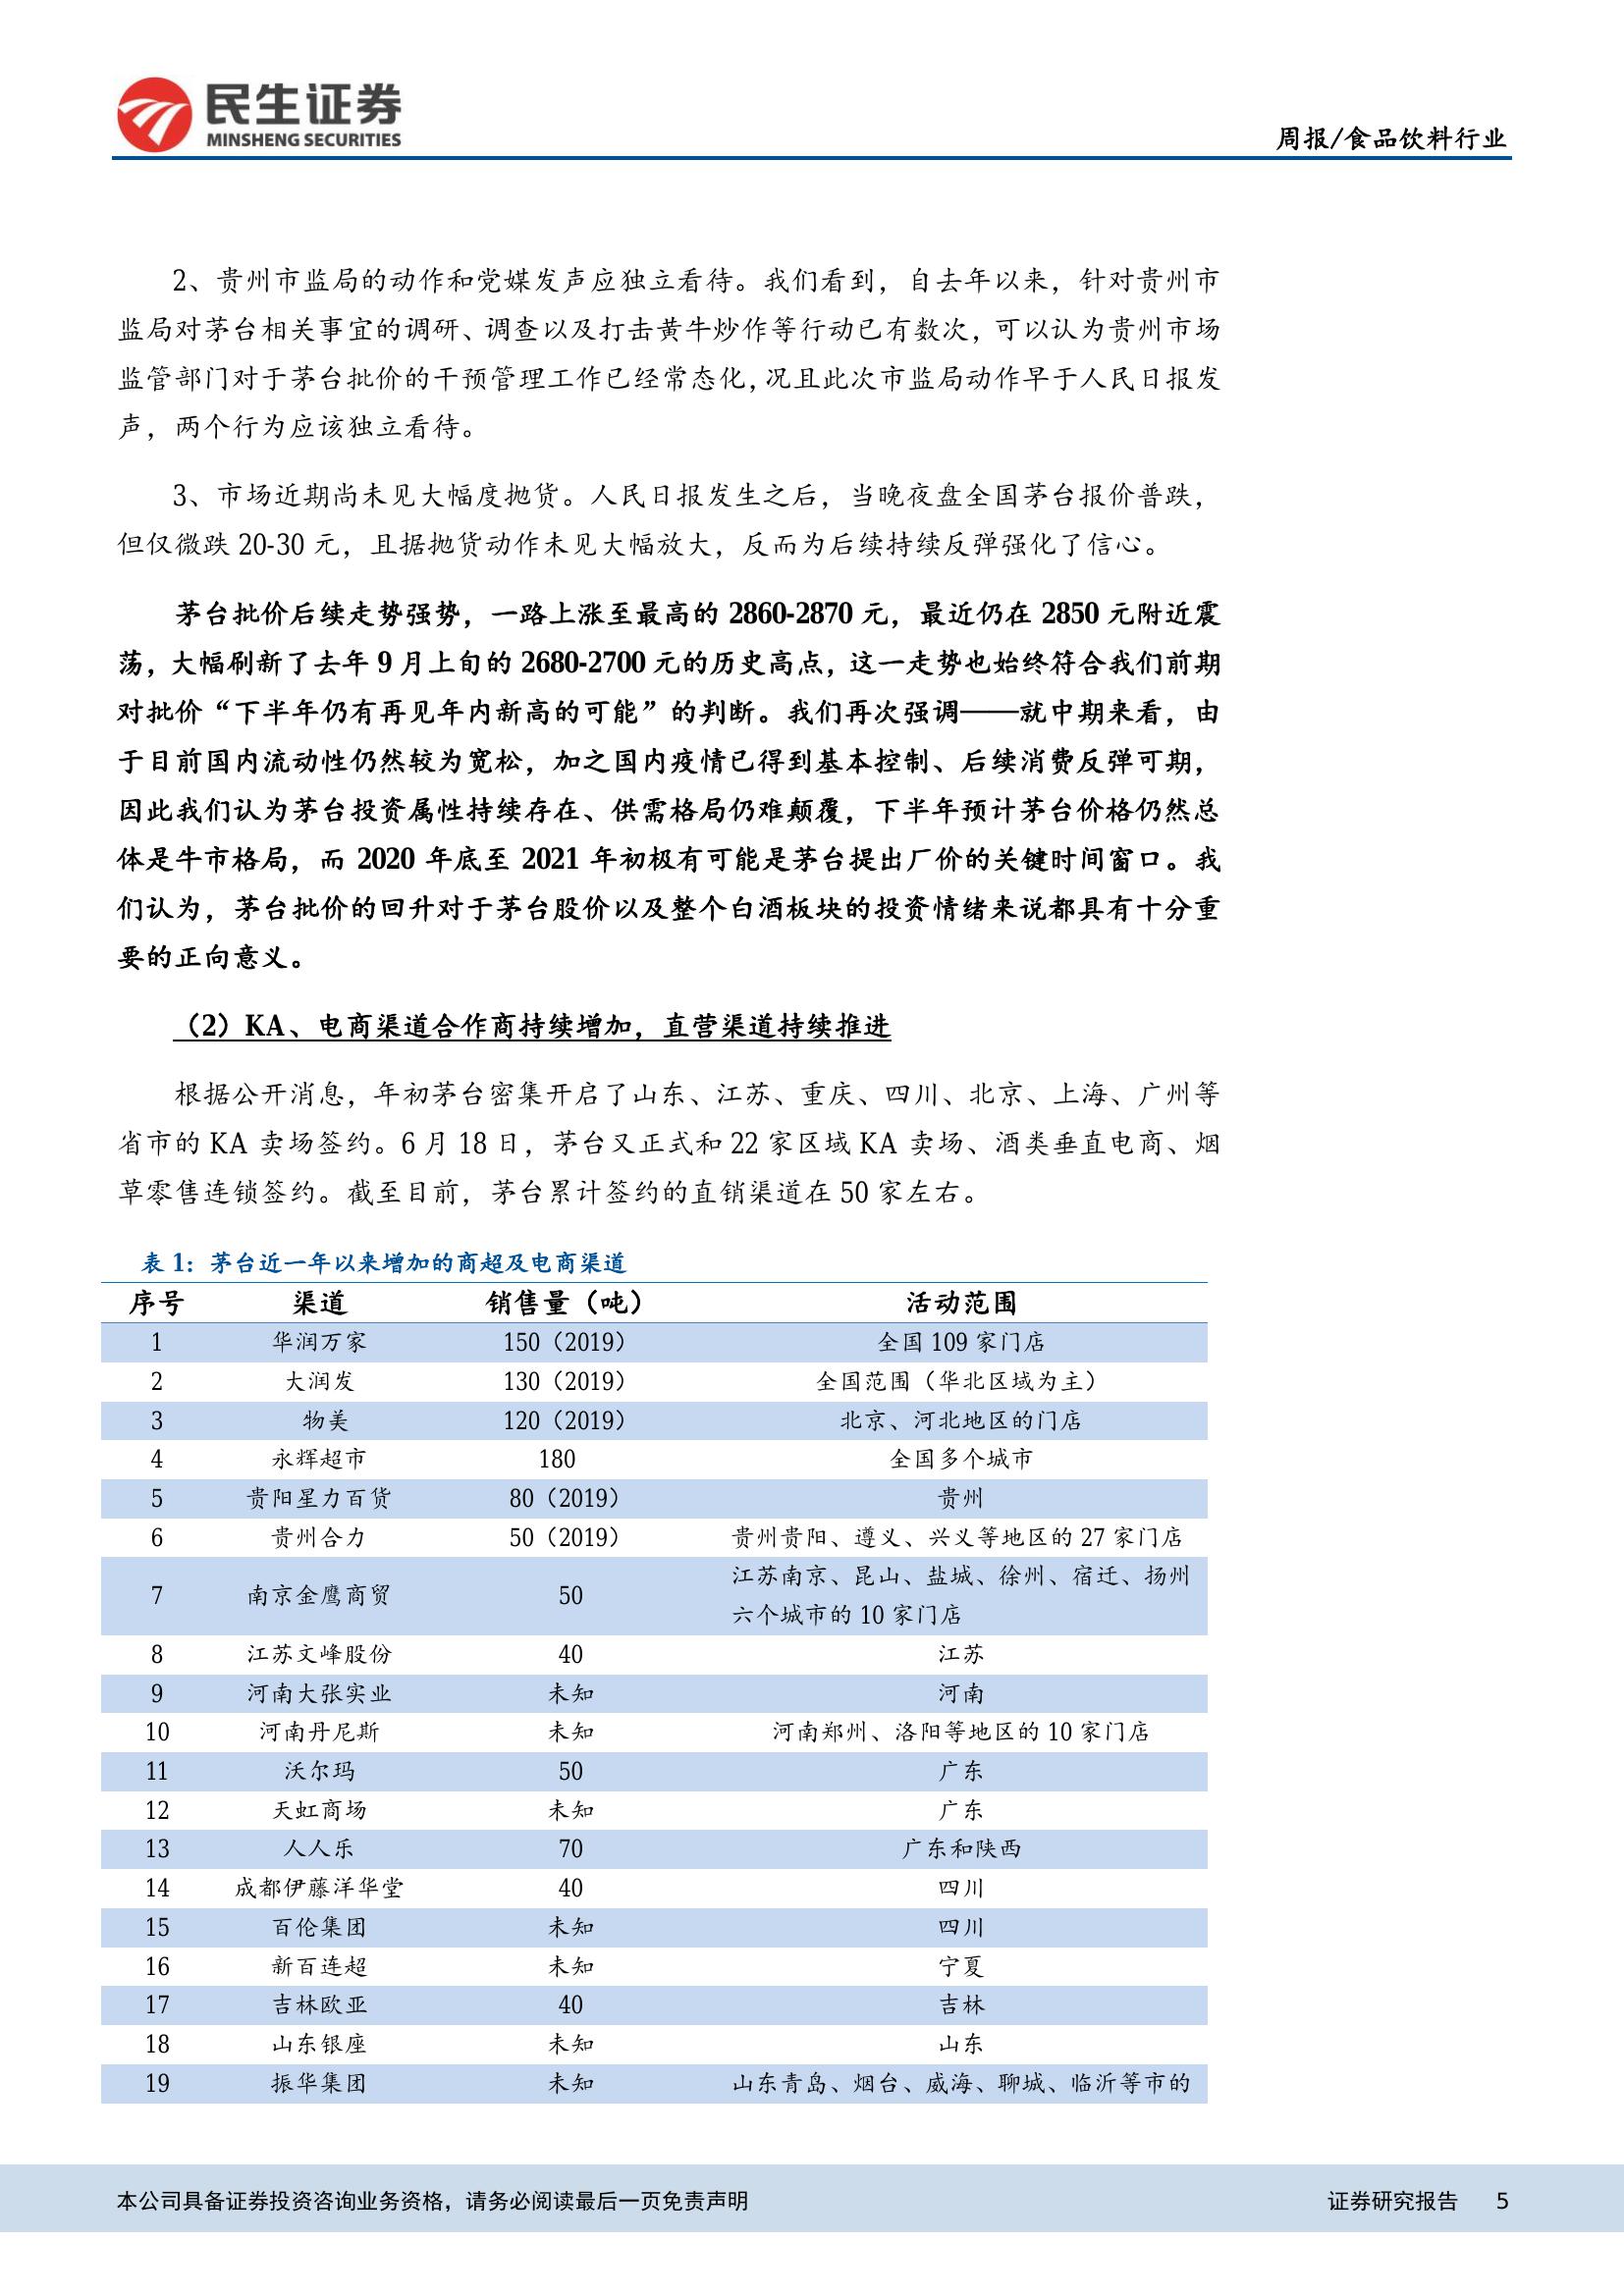 民生证券
MINSHENG SECURITIES
周报/食品饮料行业
2、贵州市监局的动作和党媒发声应独立看待。我们看到，自去年以来，针对贵州市
监局对茅台相关事宜的调研、调查以及打击黄牛炒作等行动已有数次，可以认为贵州市场
监管部门对于茅台批价的干预管理工作已经常态化，况且此次市监局动作早于人民日报发
声，两个行为应该独立看待。
3、市场近期尚未见大幅度抛货。人民日报发生之后，当晚夜盘全国茅台报价普跌，
但仅微跌 20-30 元，且据抛货动作未见大幅放大，反而为后续持续反弹强化了信心。
茅台批价后续走势强势，一路上涨至最高的 2860-2870 元，最近仍在 2850 元附近震
荡，大幅刷新了去年 9 月上旬的 2680-2700 元的历史高点，这一走势也始终符合我们前期
对批价“下半年仍有再见年内新高的可能”的判断。我们再次强调——就中期来看，由
于目前国内流动性仍然较为宽松，加之国内疫情已得到基本控制、后续消费反弹可期，
因此我们认为茅台投资属性持续存在、供需格局仍难颠覆，下半年预计茅台价格仍然总
体是牛市格局，而 2020 年底至 2021 年初极有可能是茅台提出厂价的关键时间窗口。我
们认为，茅台批价的回升对于茅台股价以及整个白酒板块的投资情绪来说都具有十分重
要的正向意义。
（2）KA、电商渠道合作商持续增加，直营渠道持续推进
根据公开消息，年初茅台密集开启了山东、江苏、重庆、四川、北京、上海、广州等
省市的 KA 卖场签约。6 月 18 日，茅台又正式和 22 家区域 KA 卖场、酒类垂直电商、烟
草零售连锁签约。截至目前，茅台累计签约的直销渠道在 50 家左右。
表 1：茅台近一年以来增加的商超及电商渠道
序号 渠道 销售量（吨） 活动范围
1 华润万家 150（2019） 全国 109 家门店
2 大润发 130（2019） 全国范围（华北区域为主）
3 物美 120（2019） 北京、河北地区的门店
4 永辉超市 180 全国多个城市
5 贵阳星力百货 80（2019） 贵州
6 贵州合力 50（2019） 贵州贵阳、遵义、兴义等地区的 27 家门店
7 南京金鹰商贸 50 江苏南京、昆山、盐城、徐州、宿迁、扬州
六个城市的 10 家门店
8 江苏文峰股份 40 江苏
9 河南大张实业 未知 河南
10 河南丹尼斯 未知 河南郑州、洛阳等地区的 10 家门店
11 沃尔玛 50 广东
12 天虹商场 未知 广东
13 人人乐 70 广东和陕西
14 成都伊藤洋华堂 40 四川
15 百伦集团 未知 四川
16 新百连超 未知 宁夏
17 吉林欧亚 40 吉林
18 山东银座 未知 山东
19 振华集团 未知 山东青岛、烟台、威海、聊城、临沂等市的
本公司具备证券投资咨询业务资格，请务必阅读最后一页免责声明 证券研究报告 5